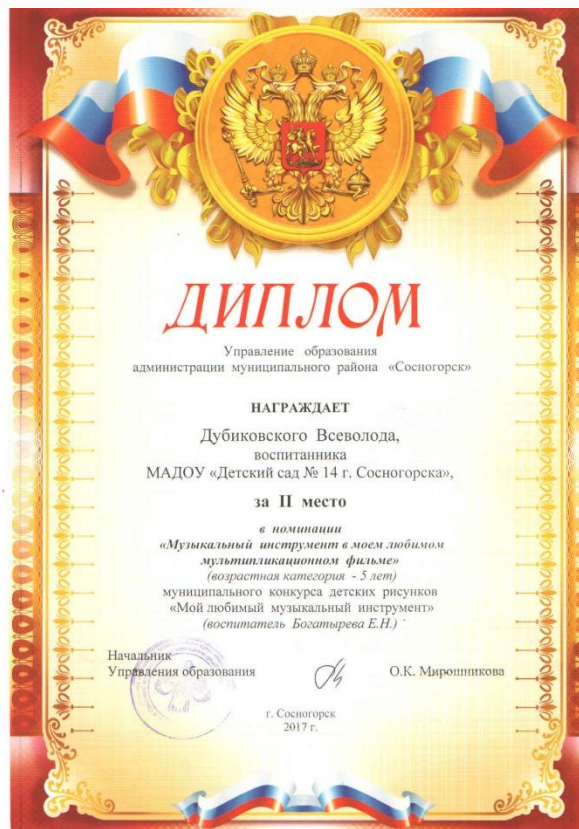 ДИПЛОМ
Управление образования
администрации муниципального района «Сосногорск»
НАГРАЖДАЕТ
Дубиковского Всеволода,
воспитанника
МАДОУ «Детский сад № 14 г. Сосногорска»,
за II место
в номинации
«Музыкальный инструмент в моем любимом
мультипликационном фильме»
(возрастная категория - 5 лет)
муниципального конкурса детских рисунков
«Мой любимый музыкальный инструмент»
(воспитатель Богатырева Е.Н.)
Начальник
Управления образования О.К. Мирошникова
г. Сосногорск
2017 г.